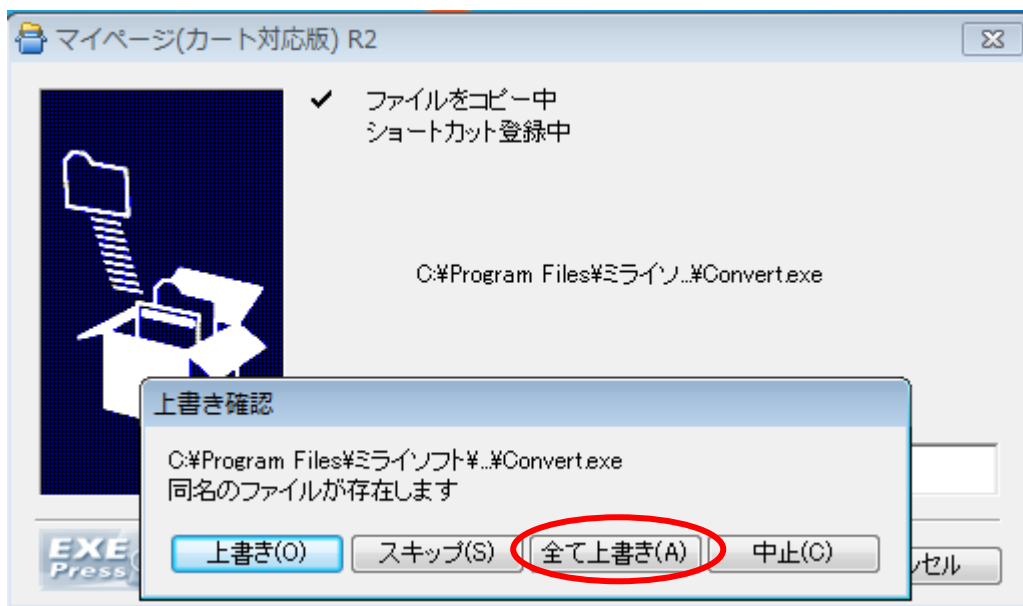 マイページ(カート対応版) R2
✔ ファイルをコピー中
ショートカット登録中
C:¥Program Files¥ミライソ...¥Convert.exe
上書き確認
C:¥Program Files¥ミライソフト¥...¥Convert.exe
同名のファイルが存在します
上書き(O) スキップ(S) 全て上書き(A) 中止(C)
EXE
Press
ンセル